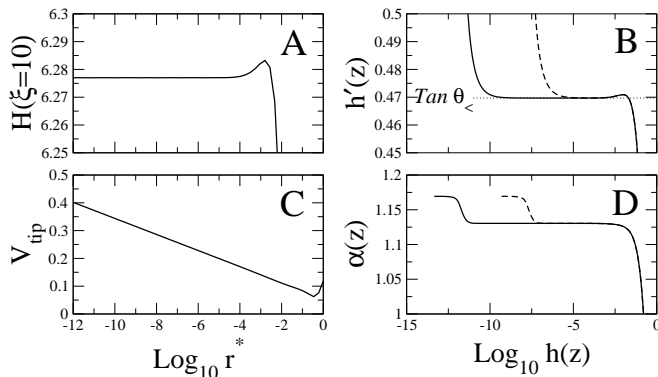 6.3
6.29
6.28
6.27
6.26
6.25
H(ξ=10)
A
0.5
0.49
0.48
0.47
0.46
0.45
h′(z)
B
Tan θ<
0.5
0.4
0.3
0.2
0.1
0
V tip
C
-12 -10 -8 -6 -4 -2 0
Log10 r*
1.2
1.15
1.1
1.05
1
α(z)
D
-15 -10 -5 0
Log10 h(z)